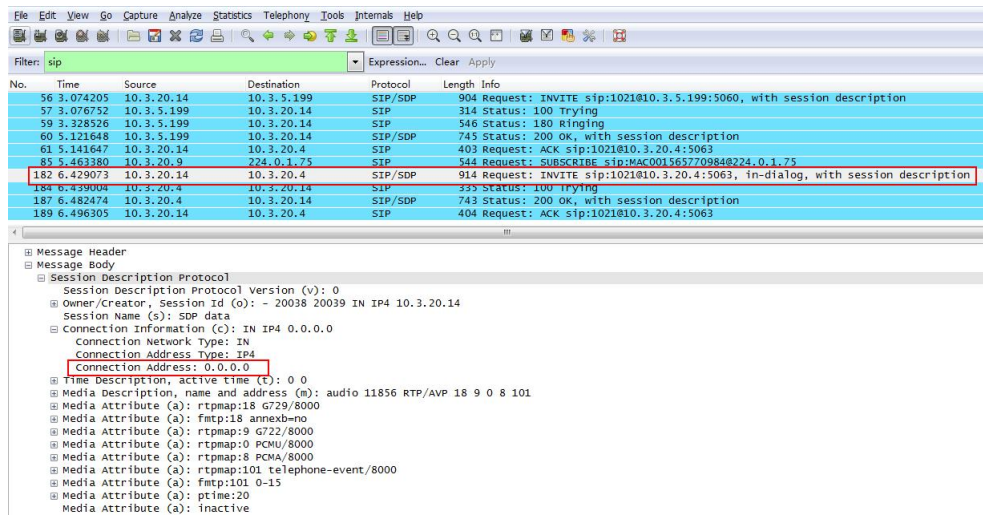 File Edit View Go Capture Analyze Statistics Telephony Tools Internals Help
Filter: sip Expression... Clear Apply
No. Time Source Destination Protocol Length Info
56 3.074205 10.3.20.14 10.3.5.199 SIP/SDP 904 Request: INVITE sip:1021@10.3.5.199:5060, with session description
57 3.076752 10.3.5.199 10.3.20.14 SIP 314 Status: 100 Trying
59 3.328526 10.3.5.199 10.3.20.14 SIP 546 Status: 180 Ringing
60 5.121648 10.3.5.199 10.3.20.14 SIP/SDP 745 Status: 200 OK, with session description
61 5.141647 10.3.20.14 10.3.20.4 SIP 403 Request: ACK sip:1021@10.3.20.4:5063
85 5.463380 10.3.20.9 224.0.1.75 SIP 544 Request: SUBSCRIBE sip:MAC001565770984@224.0.1.75
182 6.429073 10.3.20.14 10.3.20.4 SIP/SDP 914 Request: INVITE sip:1021@10.3.20.4:5063, in-dialog, with session description
184 6.439004 10.3.20.4 10.3.20.14 SIP 335 Status: 100 Trying
187 6.482474 10.3.20.4 10.3.20.14 SIP/SDP 743 Status: 200 OK, with session description
189 6.496305 10.3.20.14 10.3.20.4 SIP 404 Request: ACK sip:1021@10.3.20.4:5063
Message Header
Message Body
Session Description Protocol
Session Description Protocol Version (v): 0
Owner/Creator, Session Id (o): - 20038 20039 IN IP4 10.3.20.14
Session Name (s): SDP data
Connection Information (c): IN IP4 0.0.0.0
Connection Network Type: IN
Connection Address Type: IP4
Connection Address: 0.0.0.0
Time Description, active time (t): 0 0
Media Description, name and address (m): audio 11856 RTP/AVP 18 9 0 8 101
Media Attribute (a): rtpmap:18 G729/8000
Media Attribute (a): fmtp:18 annexb=no
Media Attribute (a): rtpmap:9 G722/8000
Media Attribute (a): rtpmap:0 PCMU/8000
Media Attribute (a): rtpmap:8 PCMA/8000
Media Attribute (a): rtpmap:101 telephone-event/8000
Media Attribute (a): fmtp:101 0-15
Media Attribute (a): ptime:20
Media Attribute (a): inactive